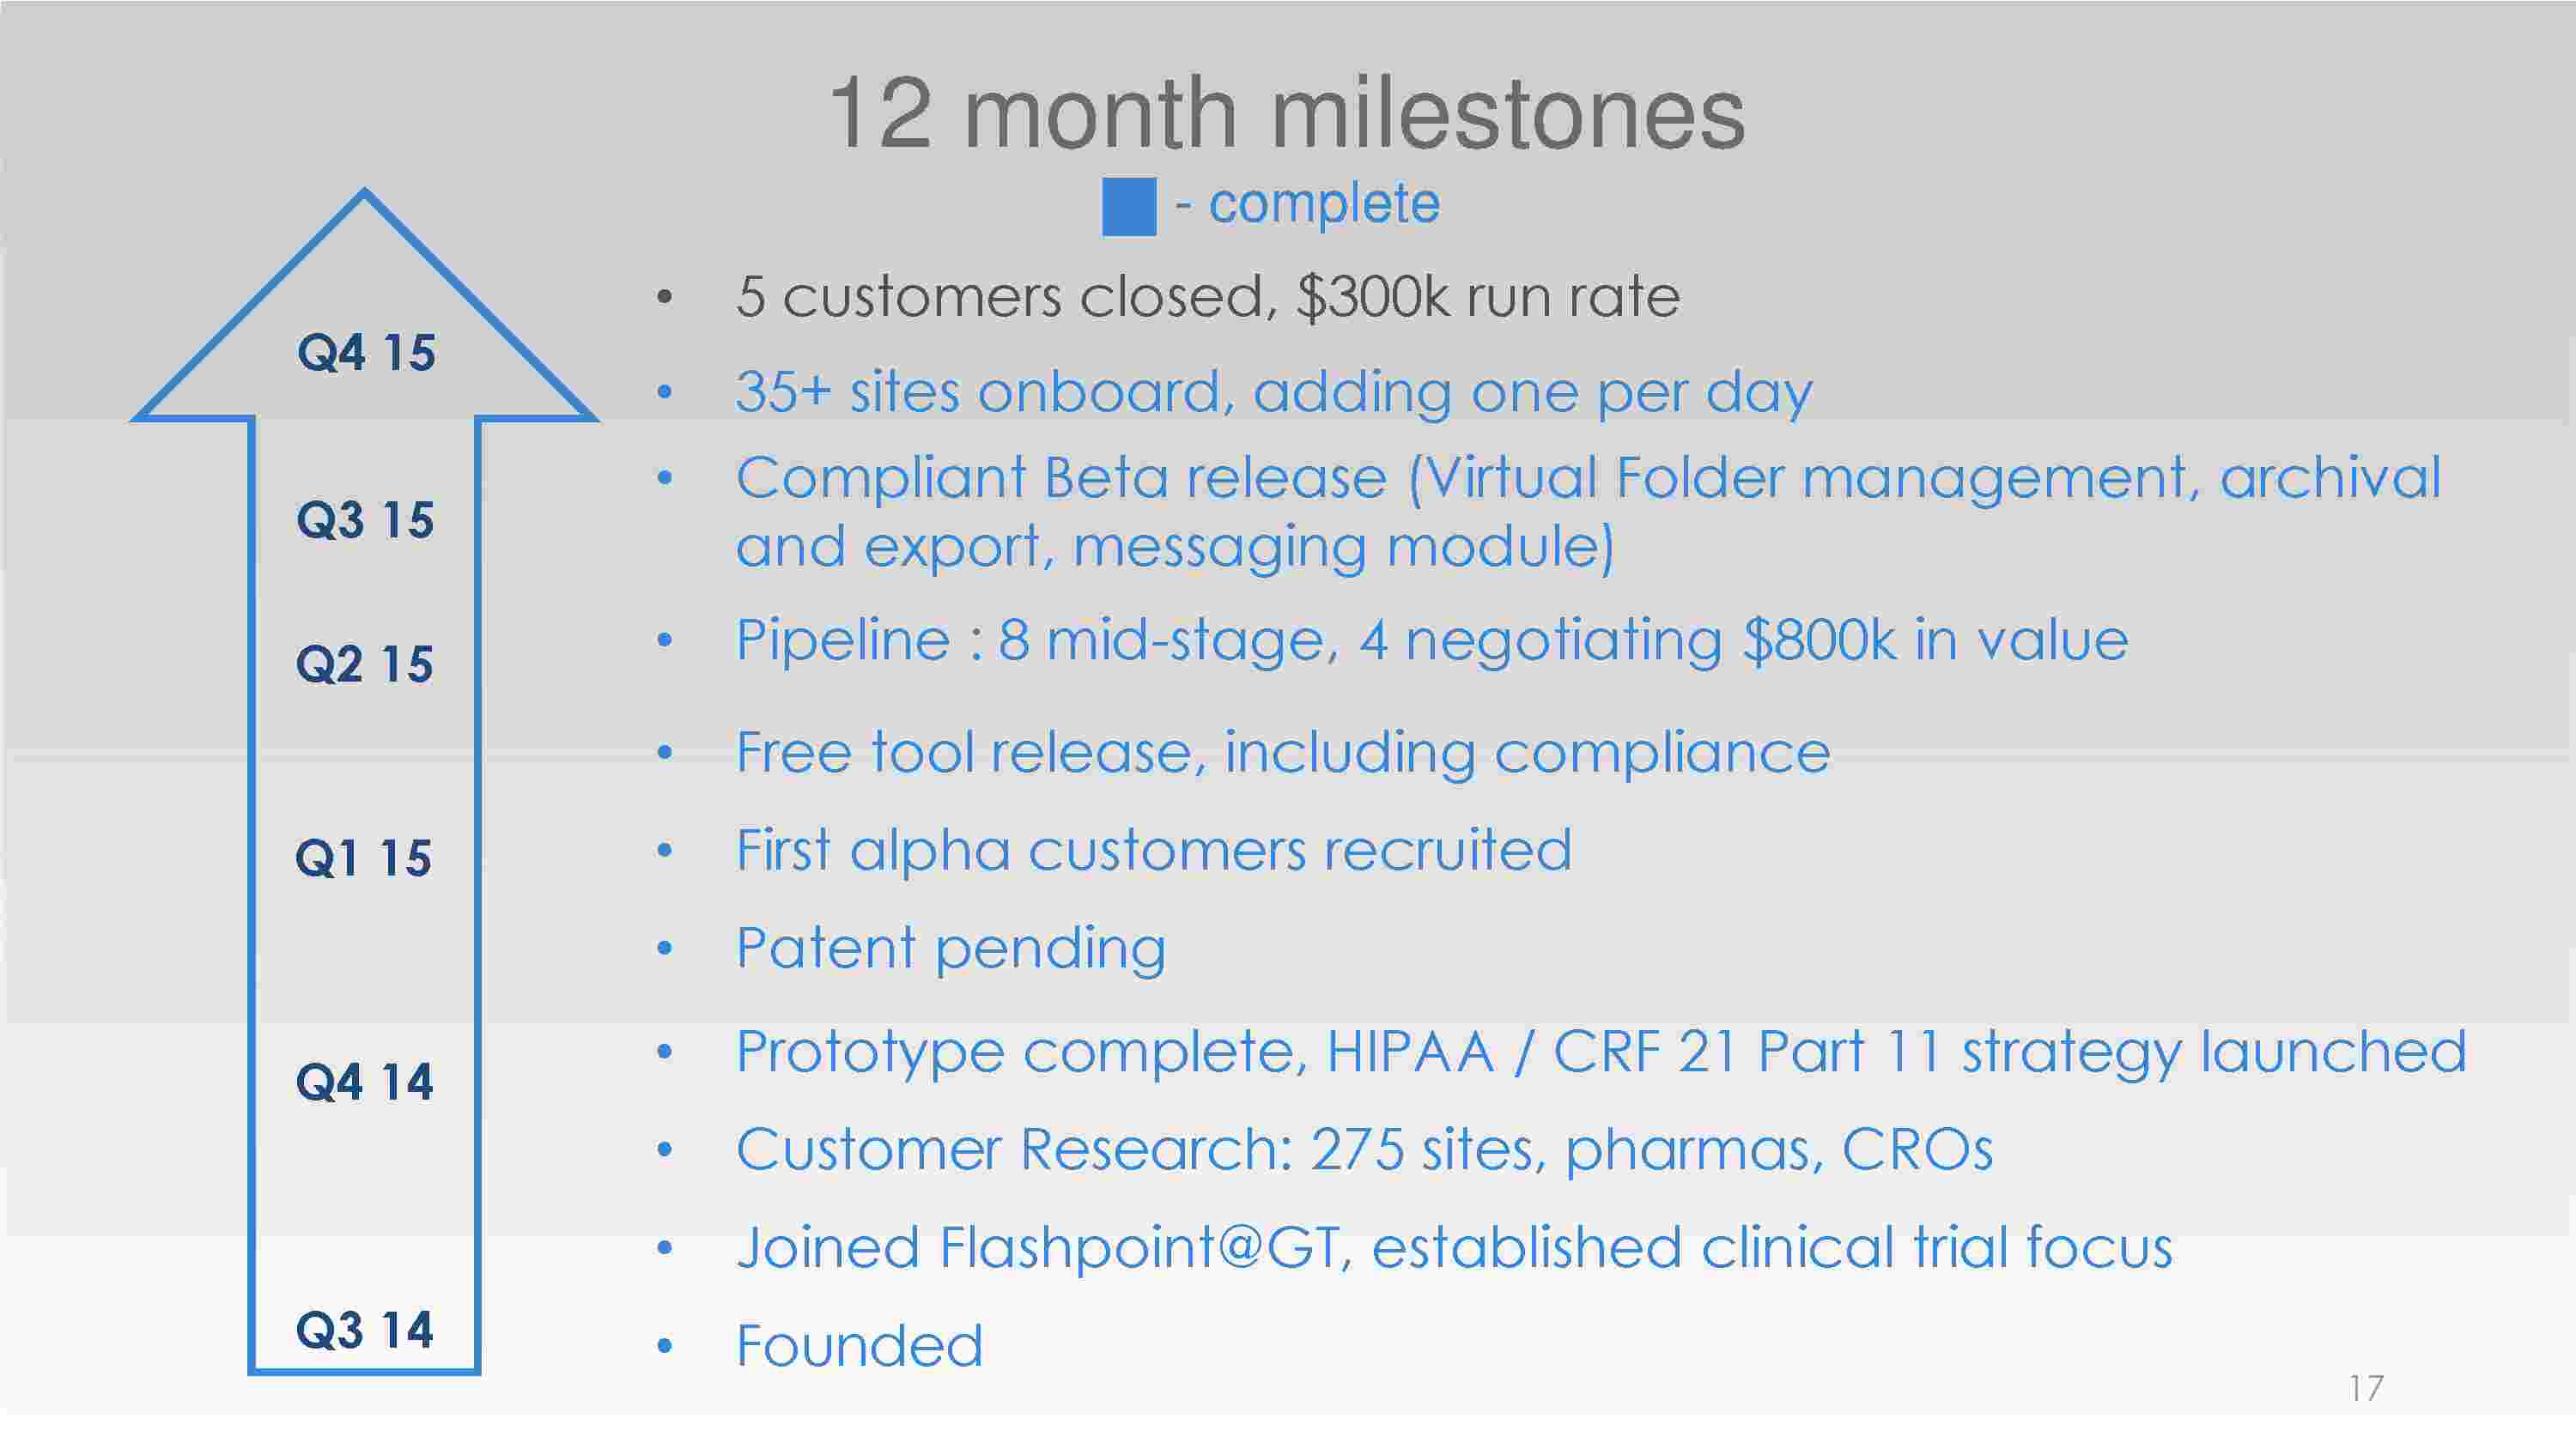 12 month milestones
- complete
Q4 15
• 5 customers closed, $300k run rate
• 35+ sites onboard, adding one per day
Q3 15
• Compliant Beta release (Virtual Folder management, archival
and export, messaging module)
Q2 15
• Pipeline : 8 mid-stage, 4 negotiating $800k in value
• Free tool release, including compliance
Q1 15
• First alpha customers recruited
• Patent pending
Q4 14
• Prototype complete, HIPAA / CRF 21 Part 11 strategy launched
• Customer Research: 275 sites, pharmas, CROs
• Joined Flashpoint@GT, established clinical trial focus
Q3 14
• Founded
17